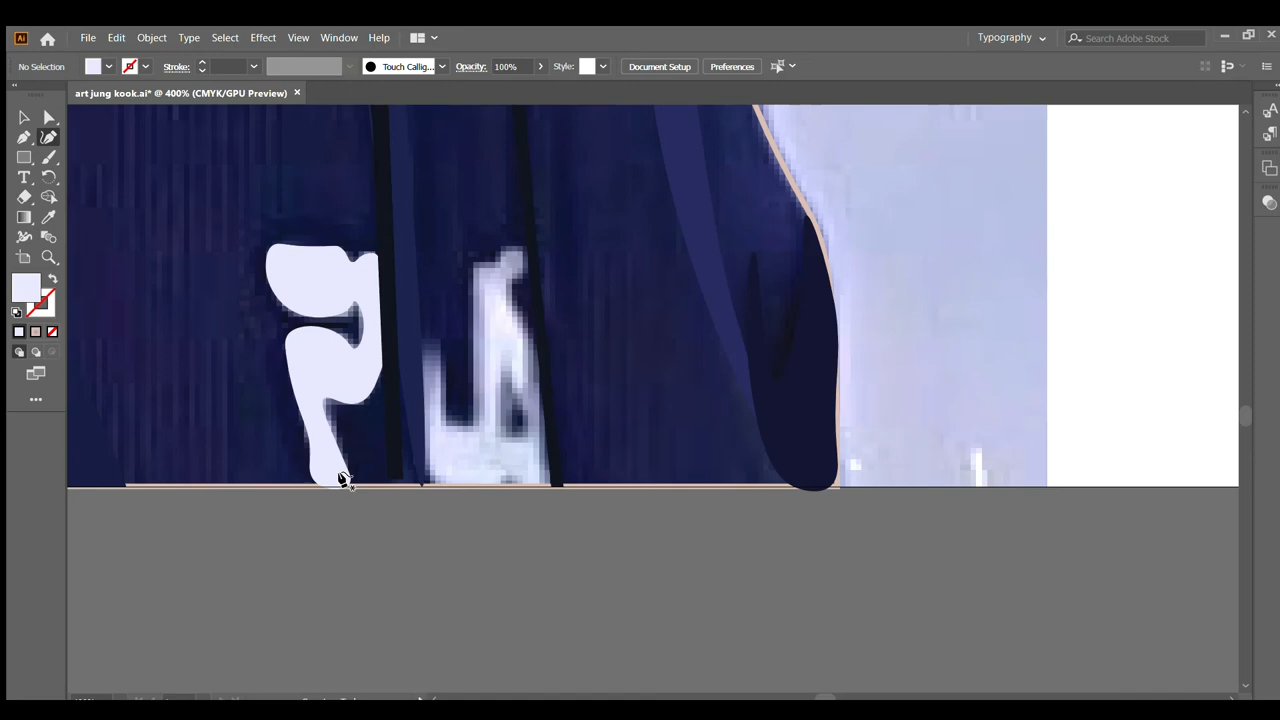 Ai File Edit Object Type Select Effect View Window Help Typography Search Adobe Stock
No Selection Stroke: Touch Callig... Opacity: 100% Style: Document Setup Preferences
art jung kook.ai* @ 400% (CMYK/GPU Preview)